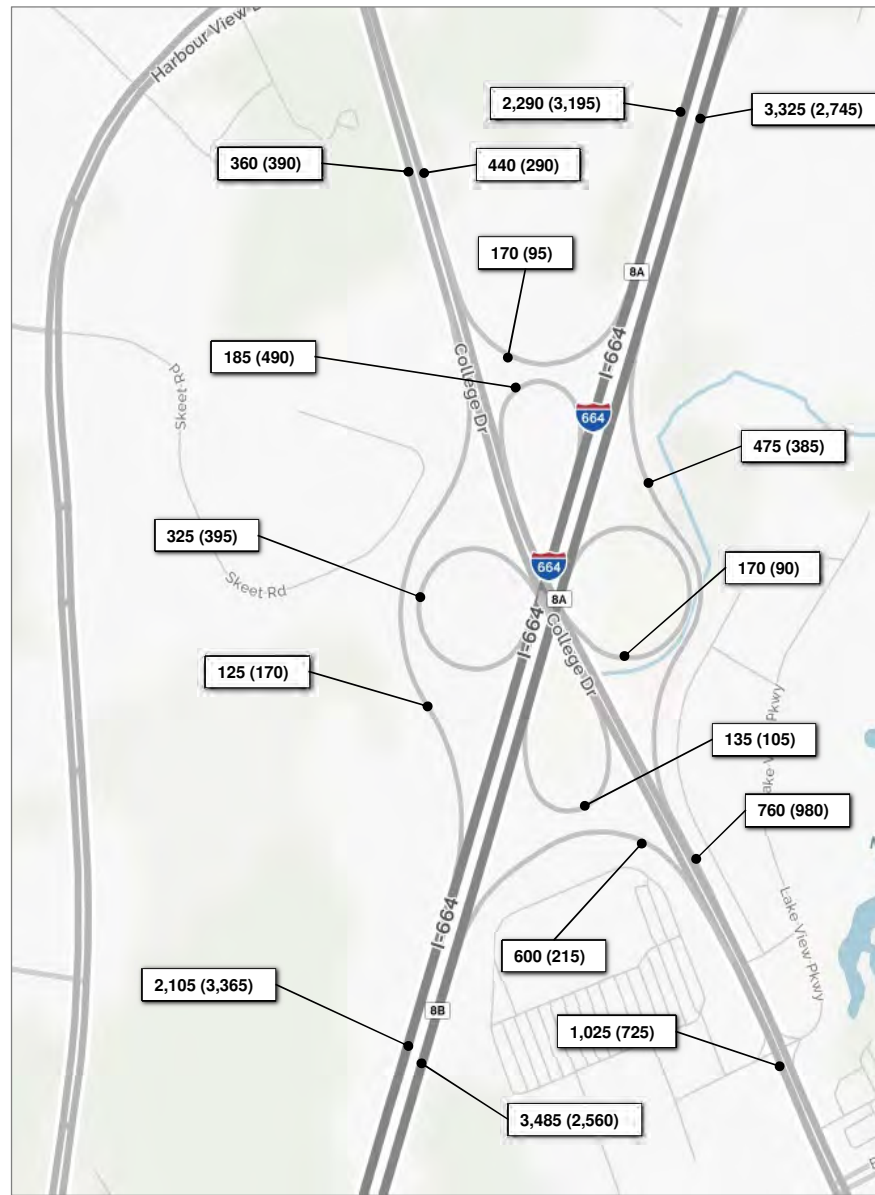 Harbour View
2,290 (3,195)
3,325 (2,745)
360 (390)
440 (290)
170 (95)
8A
I-664
185 (490)
College Dr
Skeet Rd
664
475 (385)
325 (395)
Skeet Rd
664
8A
170 (90)
I-664
College Dr
125 (170)
135 (105)
Lake View Pkwy
760 (980)
I-664
Lake View Pkwy
600 (215)
2,105 (3,365)
8B
1,025 (725)
3,485 (2,560)